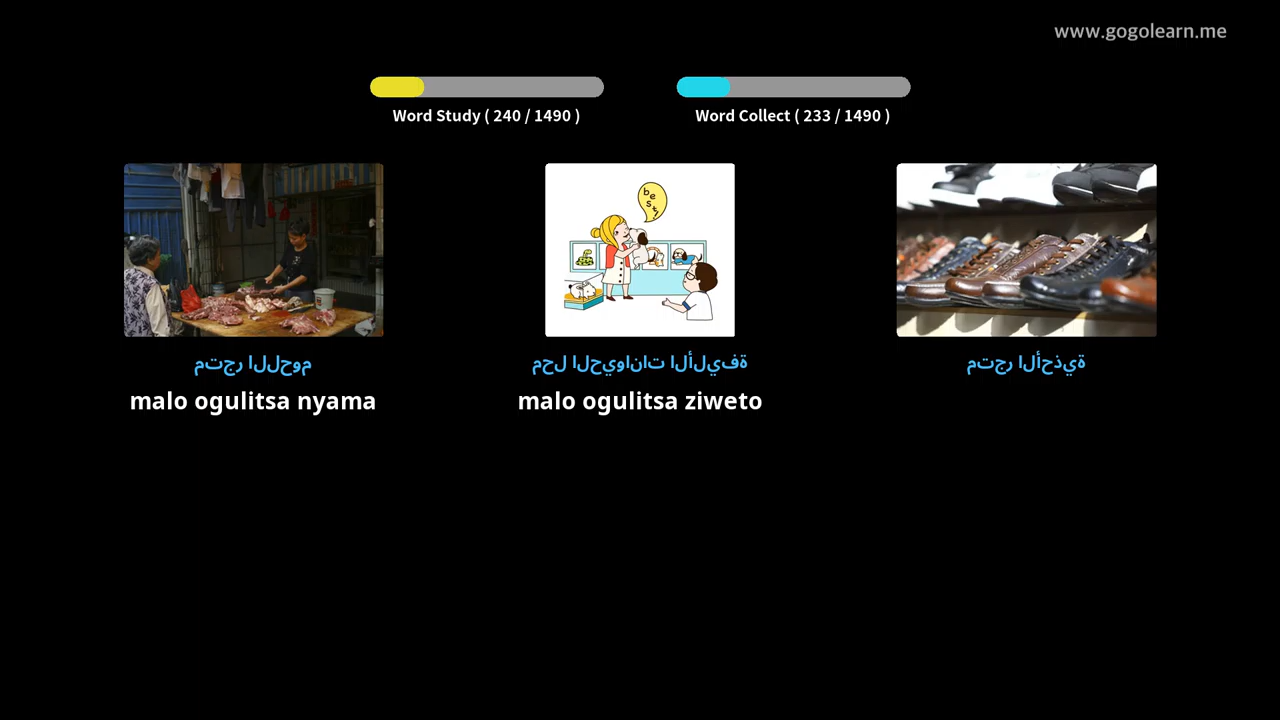 www.gogolearn.me
Word Study ( 240 / 1490 )
Word Collect ( 233 / 1490 )
متجر اللحوم
malo ogulitsa nyama
محل الحيوانات الأليفة
malo ogulitsa ziweto
متجر الأحذية